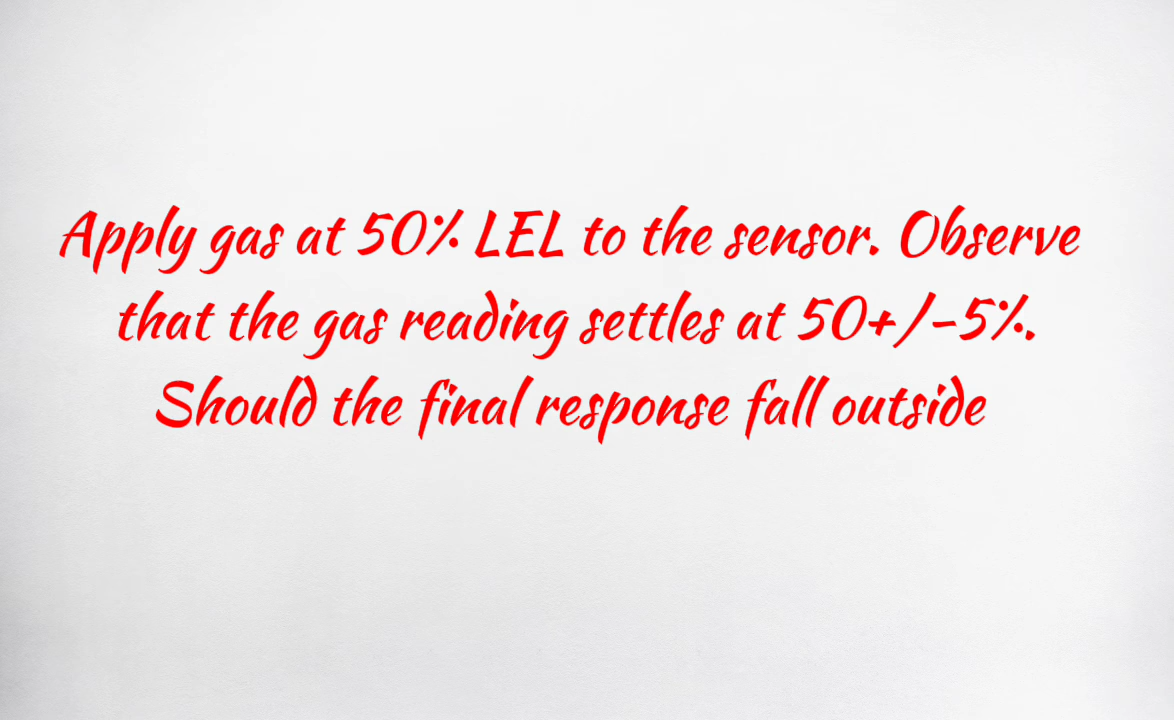 Apply gas at 50% LEL to the sensor. Observe
that the gas reading settles at 50+/-5%.
Should the final response fall outside